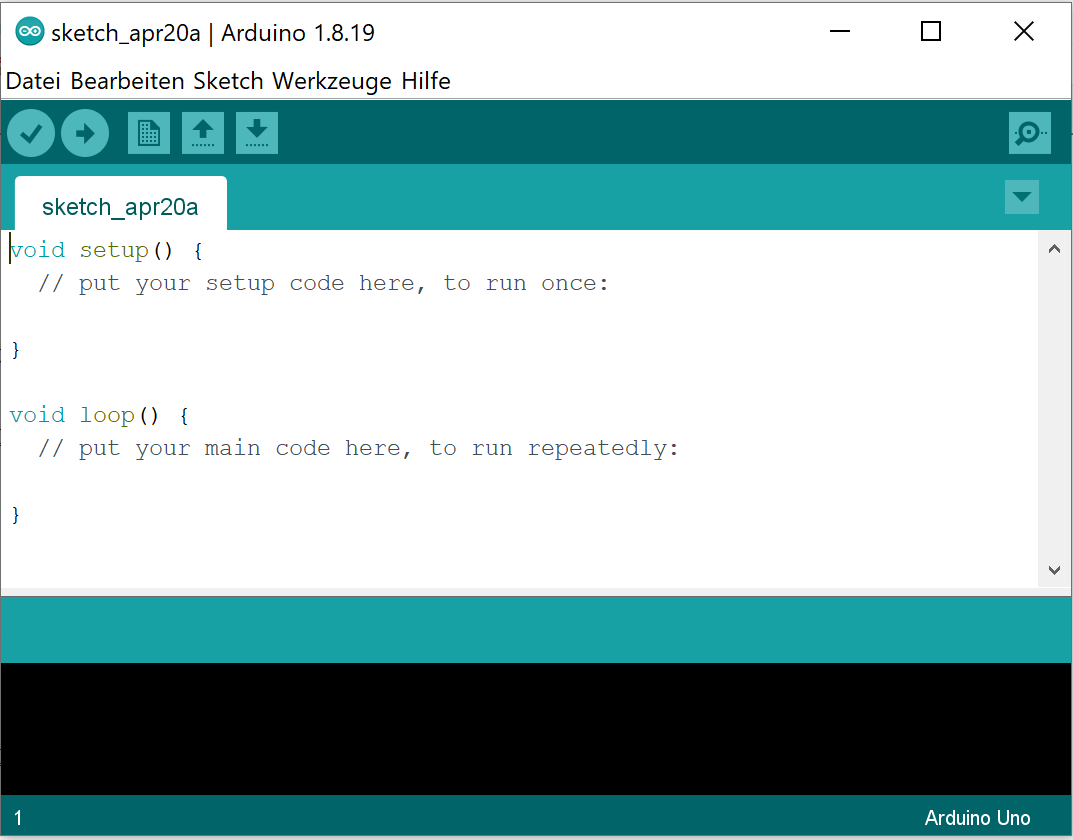 sketch_apr20a | Arduino 1.8.19
Datei Bearbeiten Sketch Werkzeuge Hilfe
sketch_apr20a
void setup() {
  // put your setup code here, to run once:
}
void loop() {
  // put your main code here, to run repeatedly:
}
1 Arduino Uno